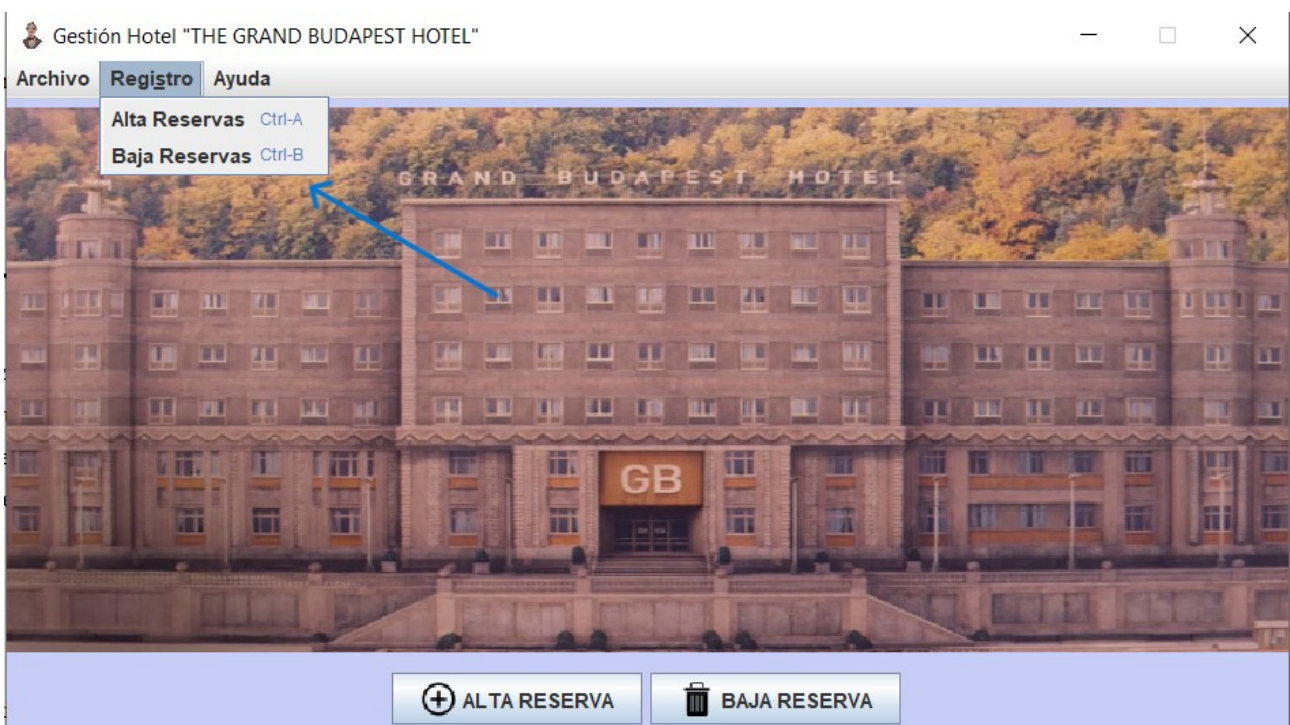 Gestión Hotel "THE GRAND BUDAPEST HOTEL"
Archivo Registro Ayuda
Alta Reservas Ctrl-A
Baja Reservas Ctrl-B
GRAND BUDAPEST HOTEL
GB
ALTA RESERVA BAJA RESERVA